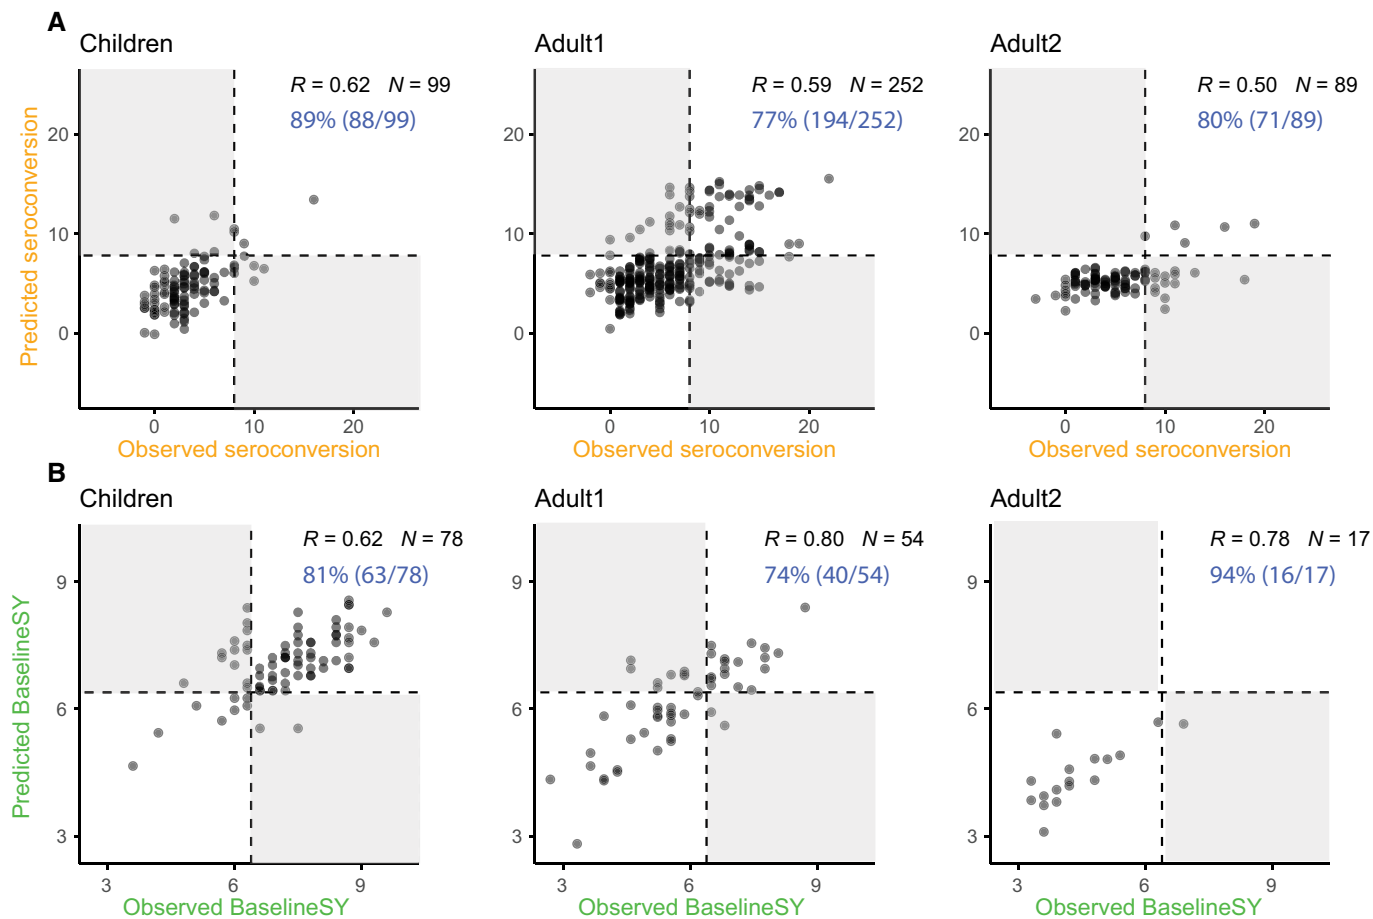 A
Children
Adult1
Adult2
R = 0.62 N = 99
89% (88/99)
R = 0.59 N = 252
77% (194/252)
R = 0.50 N = 89
80% (71/89)
Predicted seroconversion
20
10
0
20
10
0
20
10
0
0 10 20
0 10 20
0 10 20
Observed seroconversion
Observed seroconversion
Observed seroconversion
B
Children
Adult1
Adult2
R = 0.62 N = 78
81% (63/78)
R = 0.80 N = 54
74% (40/54)
R = 0.78 N = 17
94% (16/17)
Predicted BaselineSY
9
6
3
9
6
3
9
6
3
3 6 9
3 6 9
3 6 9
Observed BaselineSY
Observed BaselineSY
Observed BaselineSY